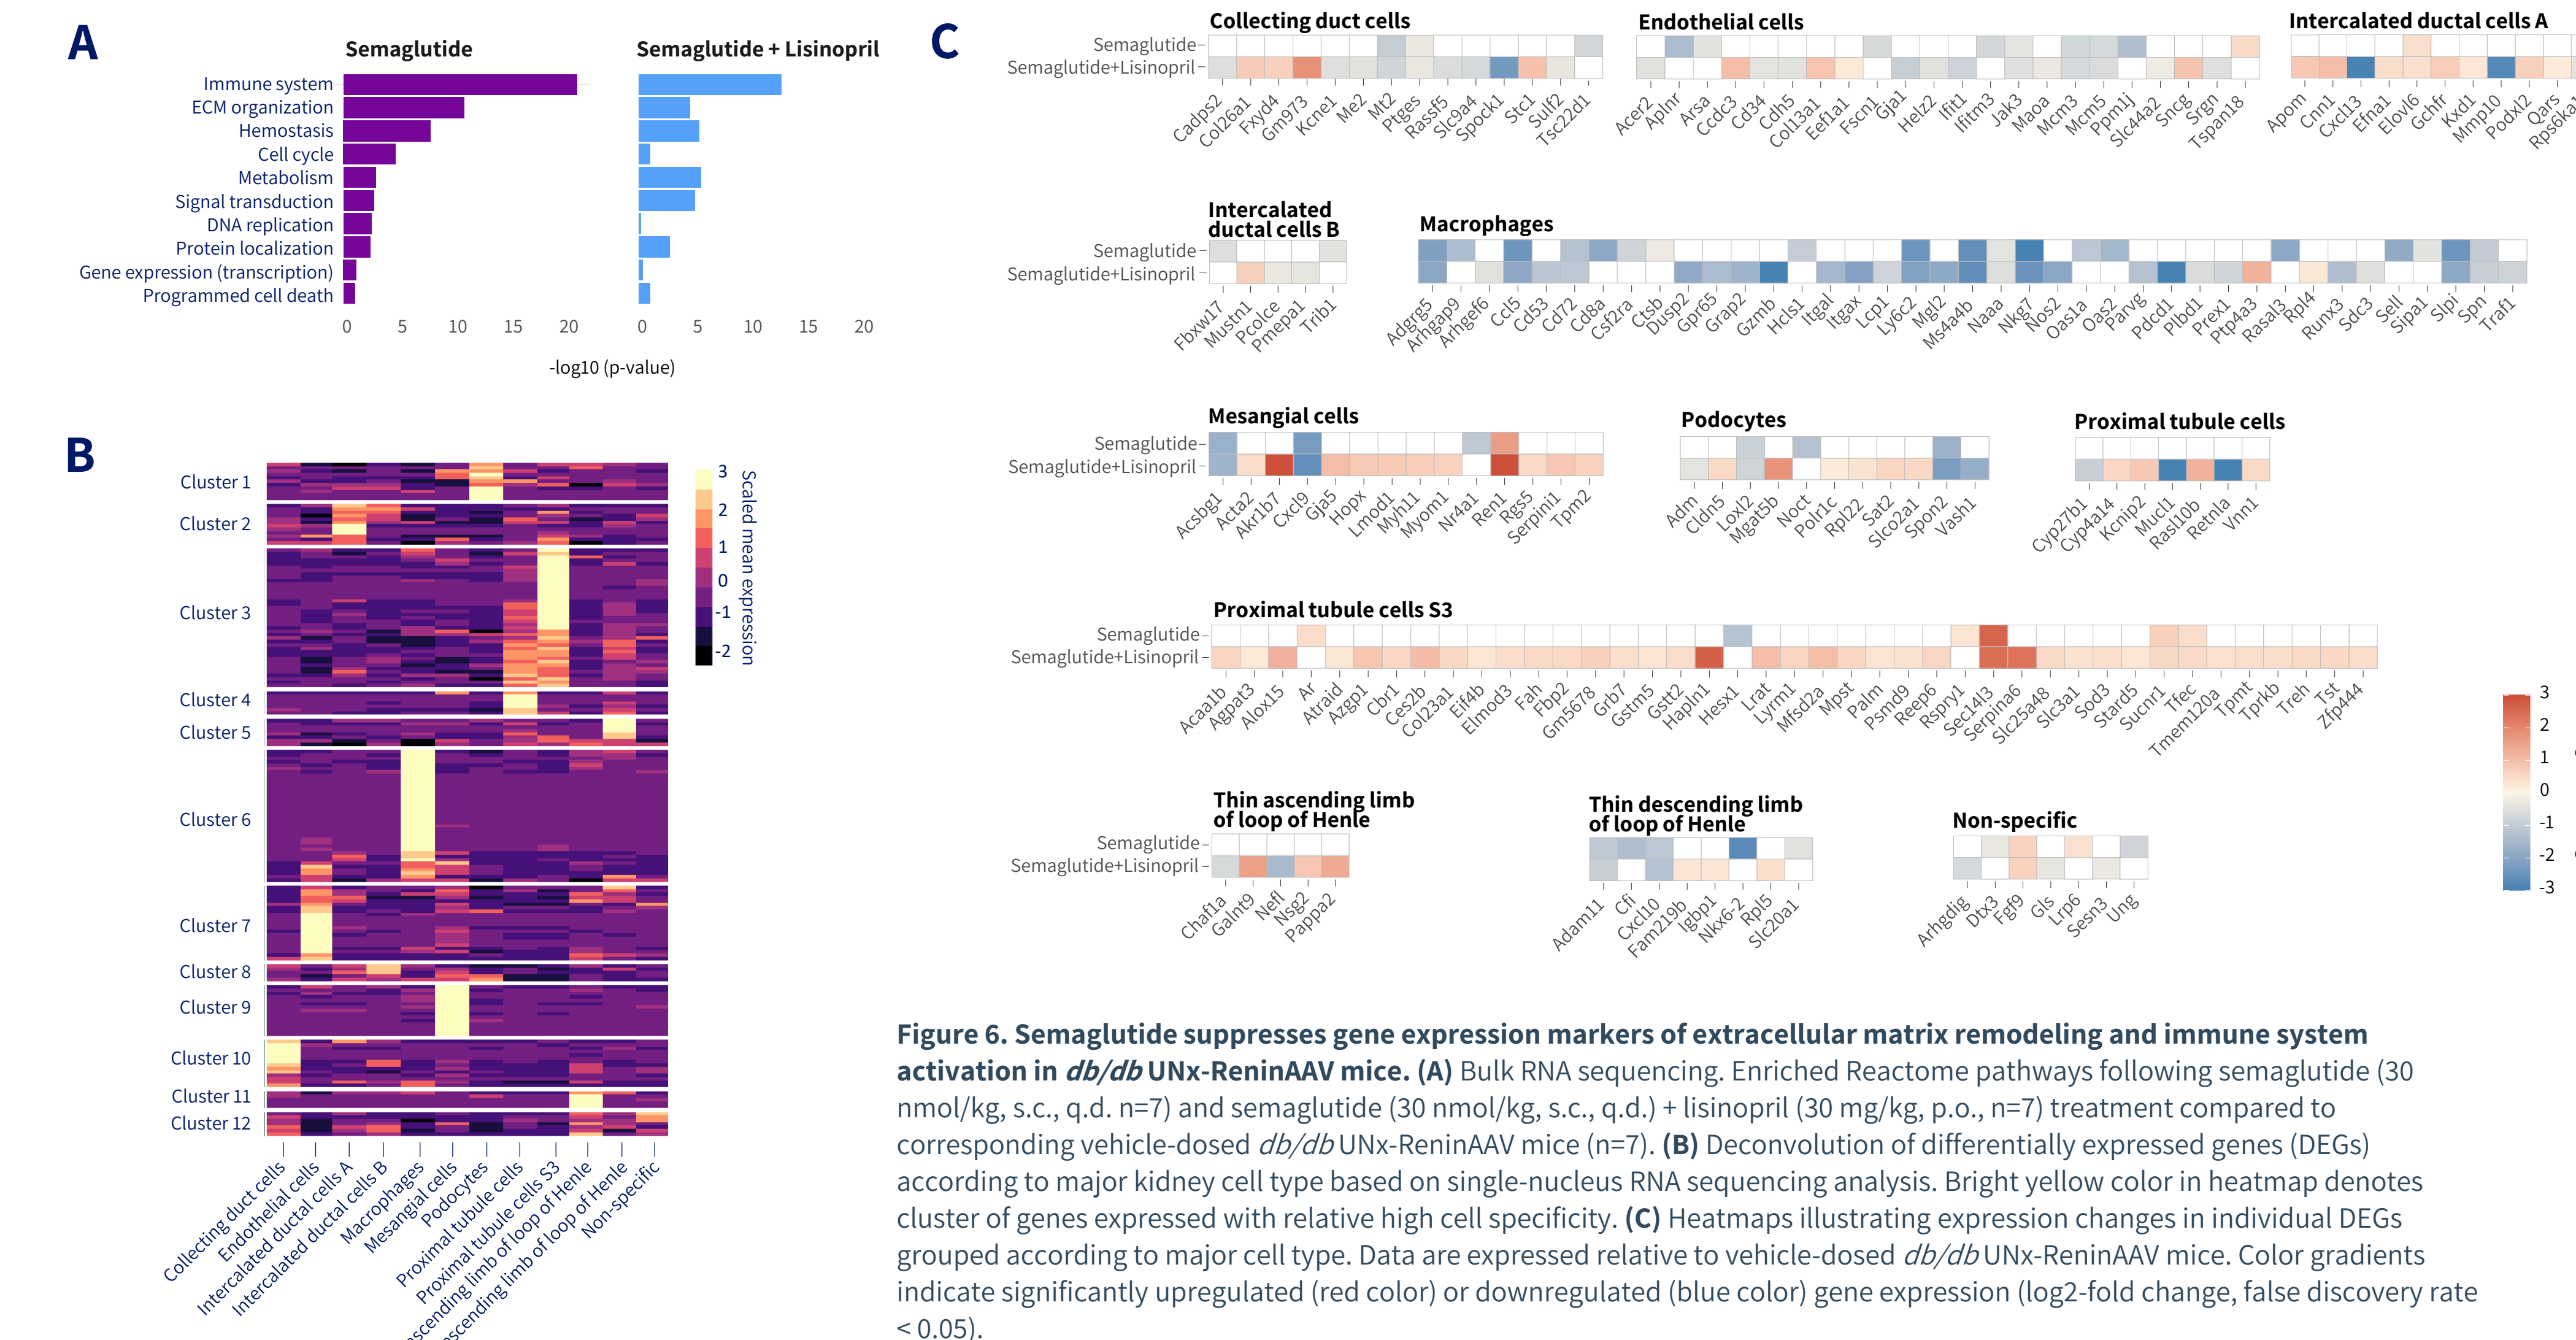 A
Semaglutide
Semaglutide + Lisinopril
Immune system
ECM organization
Hemostasis
Cell cycle
Metabolism
Signal transduction
DNA replication
Protein localization
Gene expression (transcription)
Programmed cell death
0 5 10 15 20
0 5 10 15 20
-log10 (p-value)
B
Cluster 1
Cluster 2
Cluster 3
Cluster 4
Cluster 5
Cluster 6
Cluster 7
Cluster 8
Cluster 9
Cluster 10
Cluster 11
Cluster 12
3
2
1
0
-1
-2
Scaled mean expression
Collecting duct cells
Endothelial cells
Intercalated ductal cells A
Intercalated ductal cells B
Macrophages
Mesangial cells
Podocytes
Proximal tubule cells
Proximal tubule cells S3
scending limb of loop of Henle
scending limb of loop of Henle
Non-specific
C
Collecting duct cells
Semaglutide
Semaglutide+Lisinopril
Cadps2 Col26a1 Fxyd4 Gm973 Kcne1 Me2 Mt2 Ptges Rassf5 Slc9a4 Spock1 Stc1 Sulf2 Tsc22d1
Endothelial cells
Acer2 Aplnr Arsa Ccdc3 Cd34 Cdh5 Col13a1 Eef1a1 Fscn1 Gja1 Helz2 Ifit1 Ifitm3 Jak3 Maoa Mcm3 Mcm5 Ppm1j Slc44a2 Sncg Srgn Tspan18
Intercalated ductal cells A
Apom Cnn1 Cxcl13 Efna1 Elovl6 Gchfr Kxd1 Mmp10 Podxl2 Qars Rps6ka
Intercalated
ductal cells B
Semaglutide
Semaglutide+Lisinopril
Fbxw17 Mustn1 Pcolce Pmepa1 Trib1
Macrophages
Adgrg5 Arhgap9 Arhgef6 Ccl5 Cd53 Cd72 Cd8a Csf2ra Ctsb Dusp2 Gpr65 Grap2 Gzmb Hcls1 Itgal Itgax Lcp1 Ly6c2 Mgl2 Ms4a4b Naaa Nkg7 Nos2 Oas1a Oas2 Parvg Pdcd1 Plbd1 Prex1 Ptp4a3 Rasal3 Rpl4 Runx3 Sdc3 Sell Sipa1 Slpi Spn Traf1
Mesangial cells
Semaglutide
Semaglutide+Lisinopril
Acsbg1 Acta2 Akr1b7 Cxcl9 Gja5 Hopx Lmod1 Myh11 Myom1 Nr4a1 Ren1 Rgs5 Serpini1 Tpm2
Podocytes
Adm Cldn5 Loxl2 Mgat5b Noct Polr1c Rpl22 Sat2 Slco2a1 Spon2 Vash1
Proximal tubule cells
Cyp27b1 Cyp4a14 Kcnip2 Mucl1 Rasl10b Retnla Vnn1
Proximal tubule cells S3
Semaglutide
Semaglutide+Lisinopril
Acaa1b Agpat3 Alox15 Ar Atraid Azgp1 Cbr1 Ces2b Col23a1 Eif4b Elmod3 Fah Fbp2 Gm5678 Grb7 Gstm5 Gstt2 Hapln1 Hesx1 Lrat Lyrm1 Mfsd2a Mpst Palm Psmd9 Reep6 Rspry1 Sec14l3 Serpina6 Slc25a48 Slc3a1 Sod3 Stard5 Sucnr1 Tfec Tmem120a Tpmt Tprkb Treh Tst Zfp444
Thin ascending limb
of loop of Henle
Semaglutide
Semaglutide+Lisinopril
Chaf1a Galnt9 Nefl Nsg2 Pappa2
Thin descending limb
of loop of Henle
Adam11 Cfi Cxcl10 Fam219b Igbp1 Nkx6-2 Rpl5 Slc20a1
Non-specific
Arhgdig Dtx3 Fgf9 Gls Lrp6 Sesn3 Ung
3
2
1
0
-1
-2
-3
Figure 6. Semaglutide suppresses gene expression markers of extracellular matrix remodeling and immune system
activation in db/db UNx-ReninAAV mice. (A) Bulk RNA sequencing. Enriched Reactome pathways following semaglutide (30
nmol/kg, s.c., q.d. n=7) and semaglutide (30 nmol/kg, s.c., q.d.) + lisinopril (30 mg/kg, p.o., n=7) treatment compared to
corresponding vehicle-dosed db/db UNx-ReninAAV mice (n=7). (B) Deconvolution of differentially expressed genes (DEGs)
according to major kidney cell type based on single-nucleus RNA sequencing analysis. Bright yellow color in heatmap denotes
cluster of genes expressed with relative high cell specificity. (C) Heatmaps illustrating expression changes in individual DEGs
grouped according to major cell type. Data are expressed relative to vehicle-dosed db/db UNx-ReninAAV mice. Color gradients
indicate significantly upregulated (red color) or downregulated (blue color) gene expression (log2-fold change, false discovery rate
< 0.05).